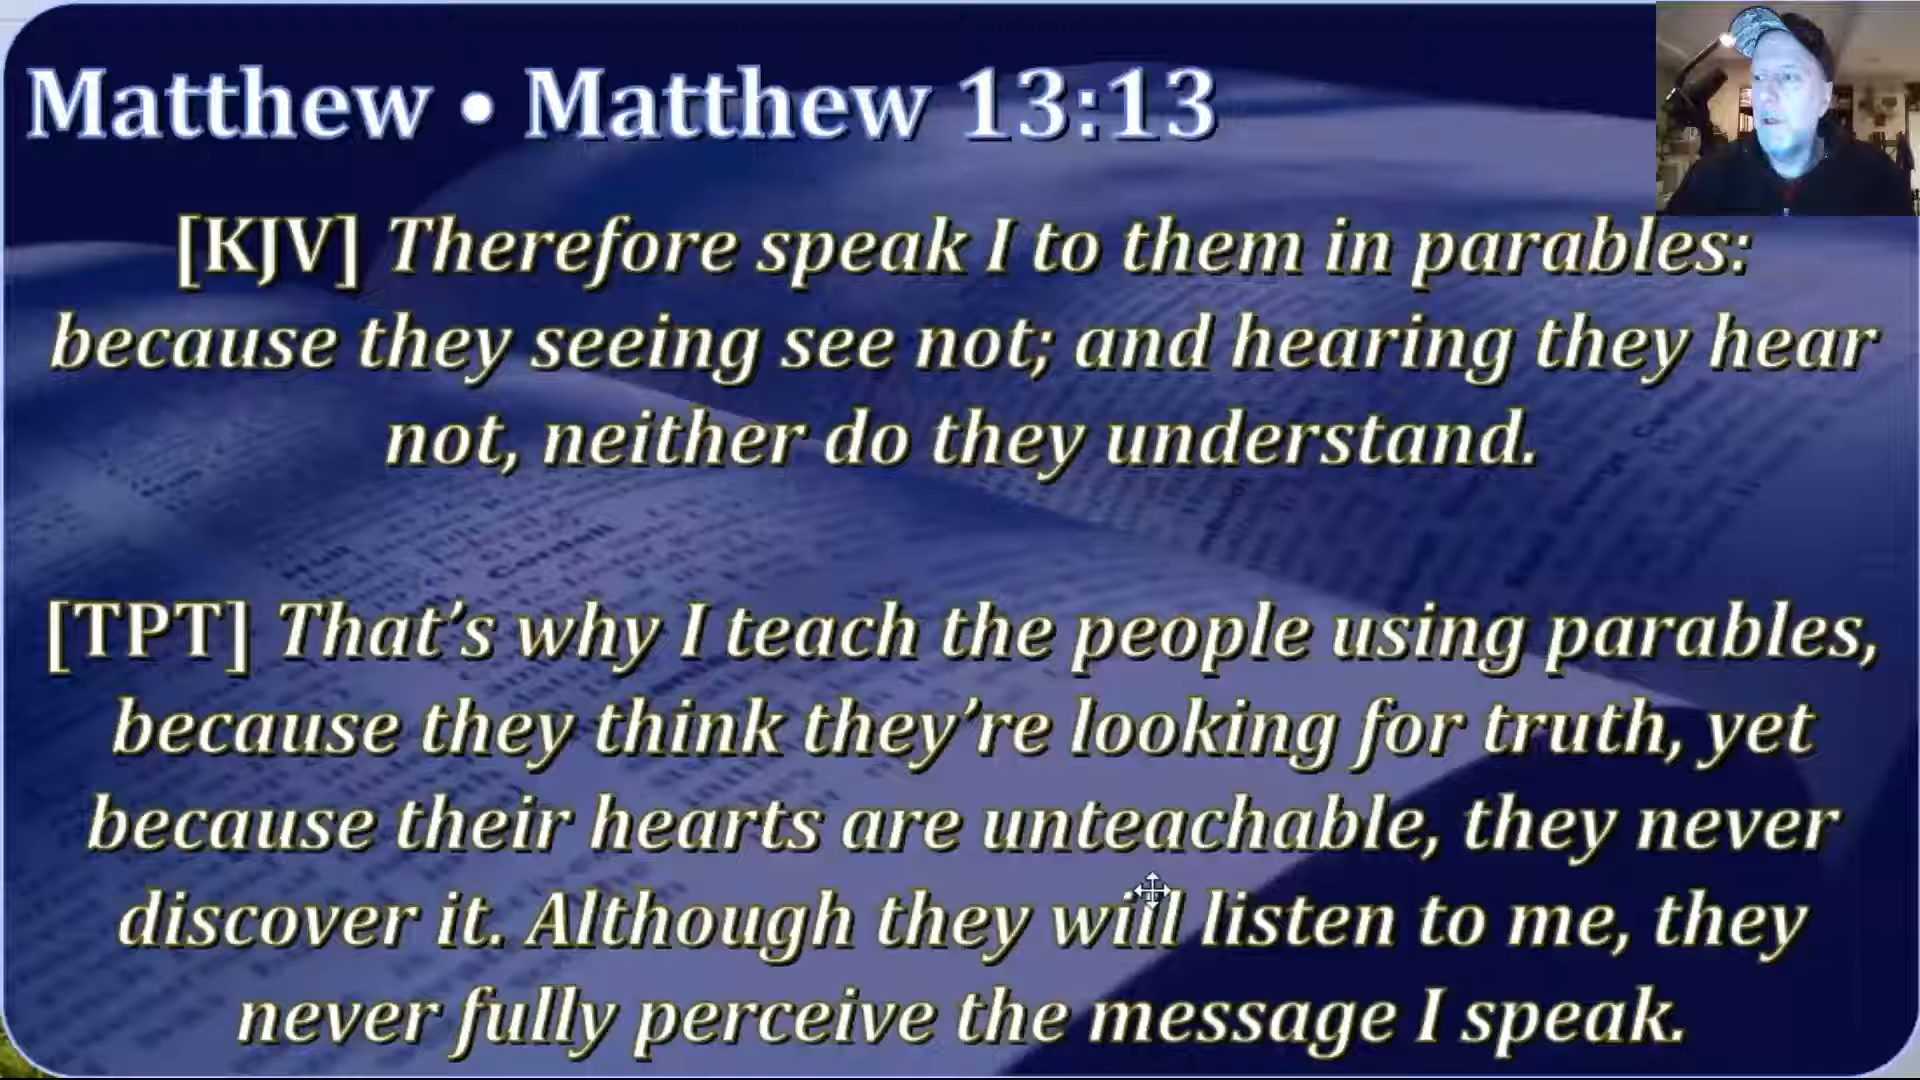 Matthew • Matthew 13:13
[KJV] Therefore speak I to them in parables:
because they seeing see not; and hearing they hear
not, neither do they understand.
[TPT] That’s why I teach the people using parables,
because they think they’re looking for truth, yet
because their hearts are unteachable, they never
discover it. Although they will listen to me, they
never fully perceive the message I speak.